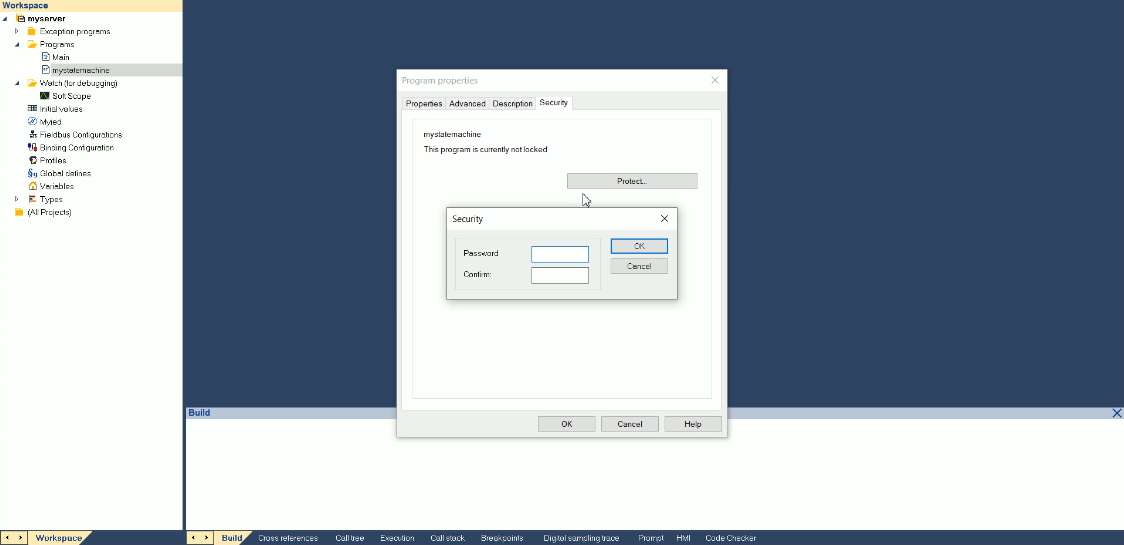 Workspace
myserver
Exception programs
Programs
Main
mystatemachine
Watch (for debugging)
Soft Scope
Initial values
Myied
Fieldbus Configurations
Binding Configuration
Profiles
Global defines
Variables
Types
(All Projects)
Program properties
Properties Advanced Description Security
mystatemachine
This program is currently not locked
Protect...
Security
Password
Confirm:
OK
Cancel
OK Cancel Help
Build
Workspace
Build Cross references Call tree Execution Call stack Breakpoints Digital sampling trace Prompt HMI Code Checker